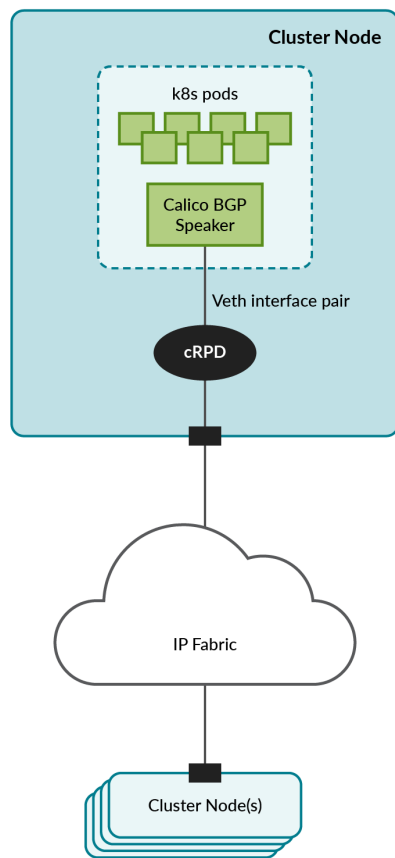 Cluster Node
k8s pods
Calico BGP
Speaker
Veth interface pair
cRPD
IP Fabric
Cluster Node(s)